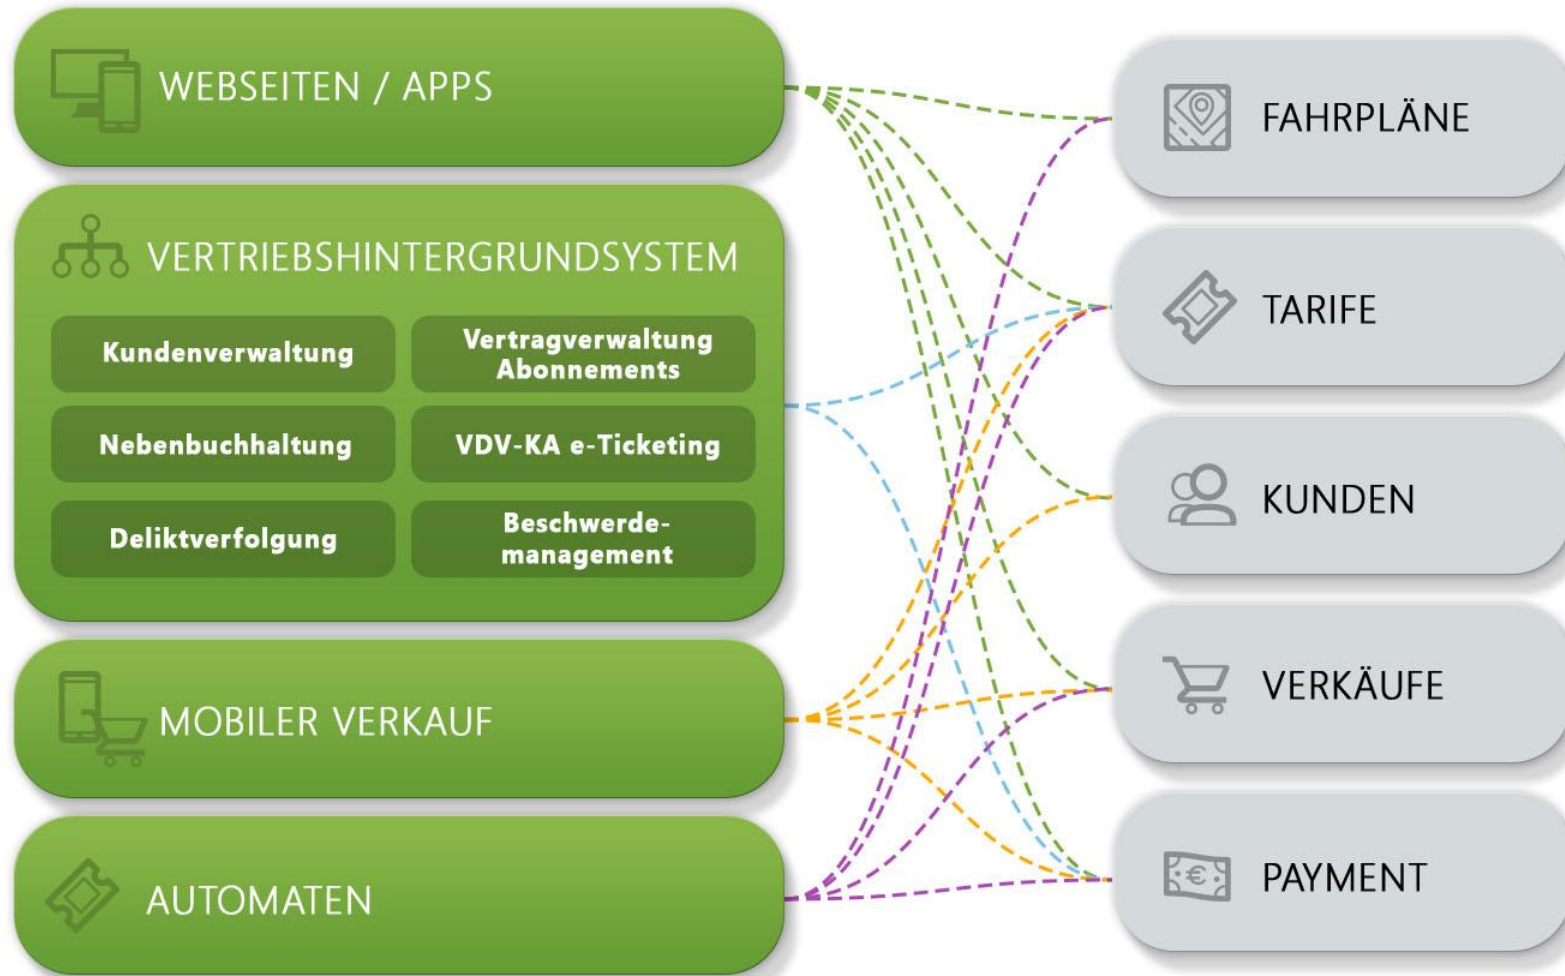 WEBSEITEN / APPS
VERTRIEBSHINTERGRUNDSYSTEM
Kundenverwaltung
Vertragverwaltung
Abonnements
Nebenbuchhaltung
VDV-KA e-Ticketing
Deliktverfolgung
Beschwerde-
management
MOBILER VERKAUF
AUTOMATEN
FAHRPLÄNE
TARIFE
KUNDEN
VERKÄUFE
PAYMENT
€